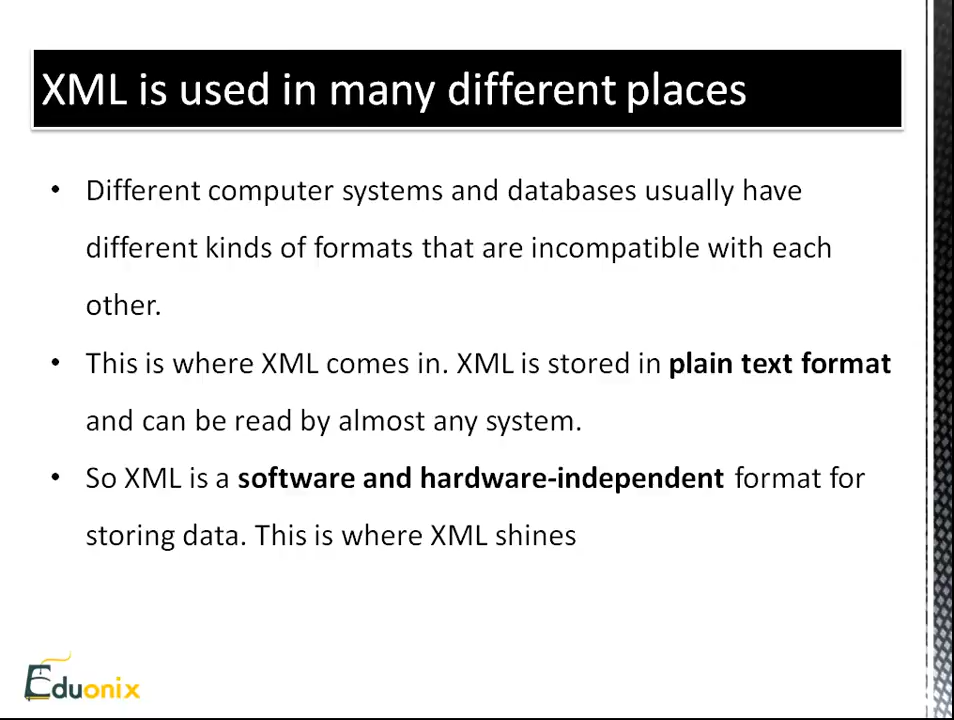 XML is used in many different places
• Different computer systems and databases usually have
different kinds of formats that are incompatible with each
other.
• This is where XML comes in. XML is stored in plain text format
and can be read by almost any system.
• So XML is a software and hardware-independent format for
storing data. This is where XML shines
Eduonix